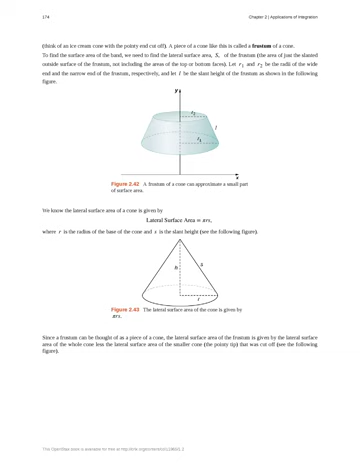 174
Chapter 2 | Applications of Integration
(think of an ice cream cone with the pointy end cut off). A piece of a cone like this is called a frustum of a cone.
To find the surface area of the band, we need to find the lateral surface area, S, of the frustum (the area of just the slanted
outside surface of the frustum, not including the areas of the top or bottom faces). Let r₁ and r₂ be the radii of the wide
end and the narrow end of the frustum, respectively, and let l be the slant height of the frustum as shown in the following
figure.
y
r₂
l
r₁
x
Figure 2.42 A frustum of a cone can approximate a small part
of surface area.
We know the lateral surface area of a cone is given by
Lateral Surface Area = πrs,
where r is the radius of the base of the cone and s is the slant height (see the following figure).
h
s
r
Figure 2.43 The lateral surface area of the cone is given by
πrs.
Since a frustum can be thought of as a piece of a cone, the lateral surface area of the frustum is given by the lateral surface
area of the whole cone less the lateral surface area of the smaller cone (the pointy tip) that was cut off (see the following
figure).
This OpenStax book is available for free at